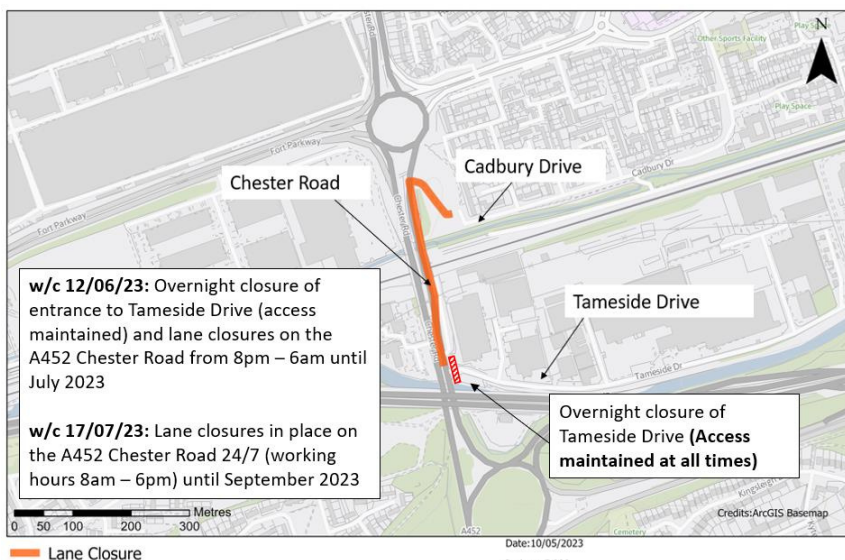 Play Space
Other Sports Facility
N
Play Space
Fort Parkway
Chester Road
Cadbury Drive
Cadbury Dr
Fort Parkway
Chester Rd
w/c 12/06/23: Overnight closure of
entrance to Tameside Drive (access
maintained) and lane closures on the
A452 Chester Road from 8pm – 6am until
July 2023
w/c 17/07/23: Lane closures in place on
the A452 Chester Road 24/7 (working
hours 8am – 6pm) until September 2023
Tameside Drive
Tameside Dr
Overnight closure of
Tameside Drive (Access
maintained at all times)
Metres
0 50 100 200 300
A452
Credits:ArcGIS Basemap
Lane Closure
Date:10/05/2023